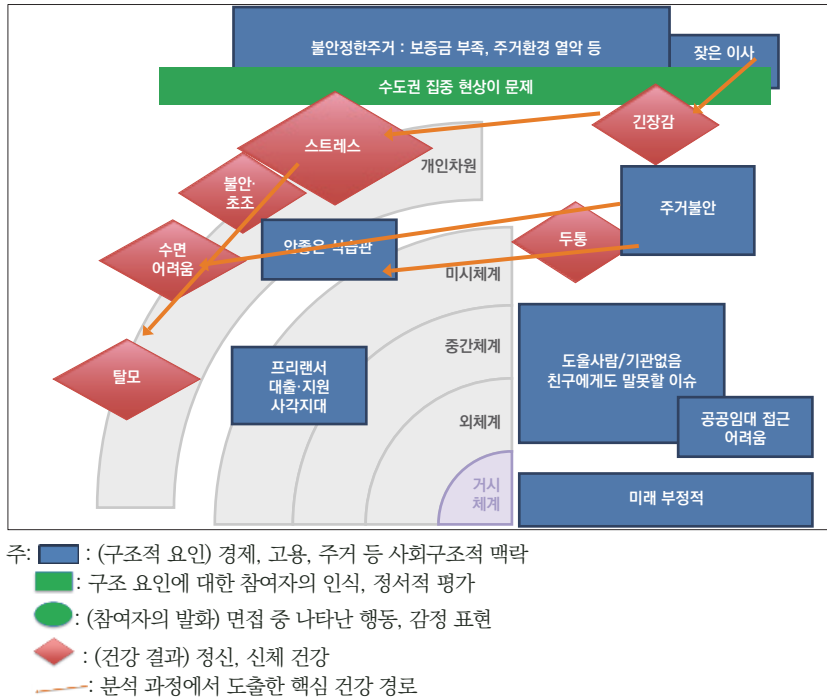 불안정한주거 : 보증금 부족, 주거환경 열악 등
잦은 이사
수도권 집중 현상이 문제
긴장감
스트레스
개인차원
불안·
초조
주거불안
수면
어려움
안좋은 식습관
두통
미시체계
중간체계
탈모
프리랜서
대출·지원
사각지대
도울사람/기관없음
친구에게도 말못할 이슈
외체계
공공임대 접근
어려움
거시
체계
미래 부정적
주: : (구조적 요인) 경제, 고용, 주거 등 사회구조적 맥락
: 구조 요인에 대한 참여자의 인식, 정서적 평가
: (참여자의 발화) 면접 중 나타난 행동, 감정 표현
: (건강 결과) 정신, 신체 건강
: 분석 과정에서 도출한 핵심 건강 경로